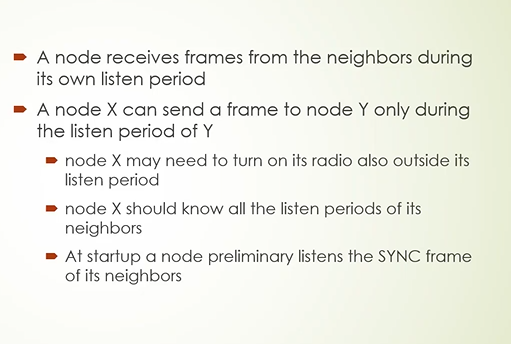 A node receives frames from the neighbors during
its own listen period
A node X can send a frame to node Y only during
the listen period of Y
node X may need to turn on its radio also outside its
listen period
node X should know all the listen periods of its
neighbors
At startup a node preliminary listens the SYNC frame
of its neighbors